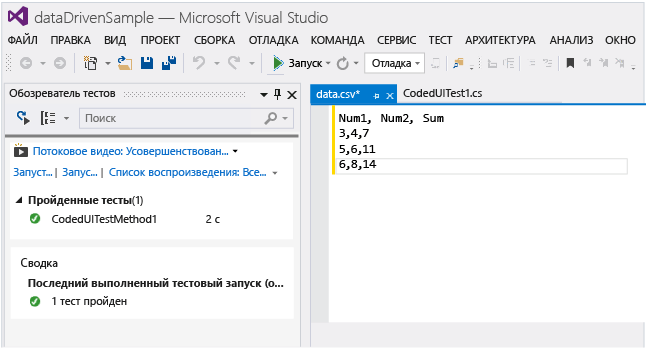 dataDrivenSample — Microsoft Visual Studio
ФАЙЛ ПРАВКА ВИД ПРОЕКТ СБОРКА ОТЛАДКА КОМАНДА СЕРВИС ТЕСТ АРХИТЕКТУРА АНАЛИЗ ОКНО
Запуск Отладка
Обозреватель тестов
data.csv* CodedUITest1.cs
Поиск
Потоковое видео: Усовершенствован...
Запуст... | Запус... | Список воспроизведения: Все...
Пройденные тесты(1)
CodedUITestMethod1 2 с
Сводка
Последний выполненный тестовый запуск (о...
1 тест пройден
Num1, Num2, Sum
3,4,7
5,6,11
6,8,14